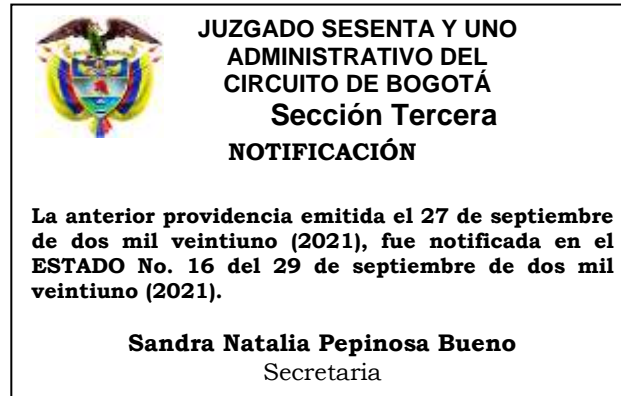 JUZGADO SESENTA Y UNO
ADMINISTRATIVO DEL
CIRCUITO DE BOGOTÁ
Sección Tercera
NOTIFICACIÓN
La anterior providencia emitida el 27 de septiembre
de dos mil veintiuno (2021), fue notificada en el
ESTADO No. 16 del 29 de septiembre de dos mil
veintiuno (2021).
Sandra Natalia Pepinosa Bueno
Secretaria